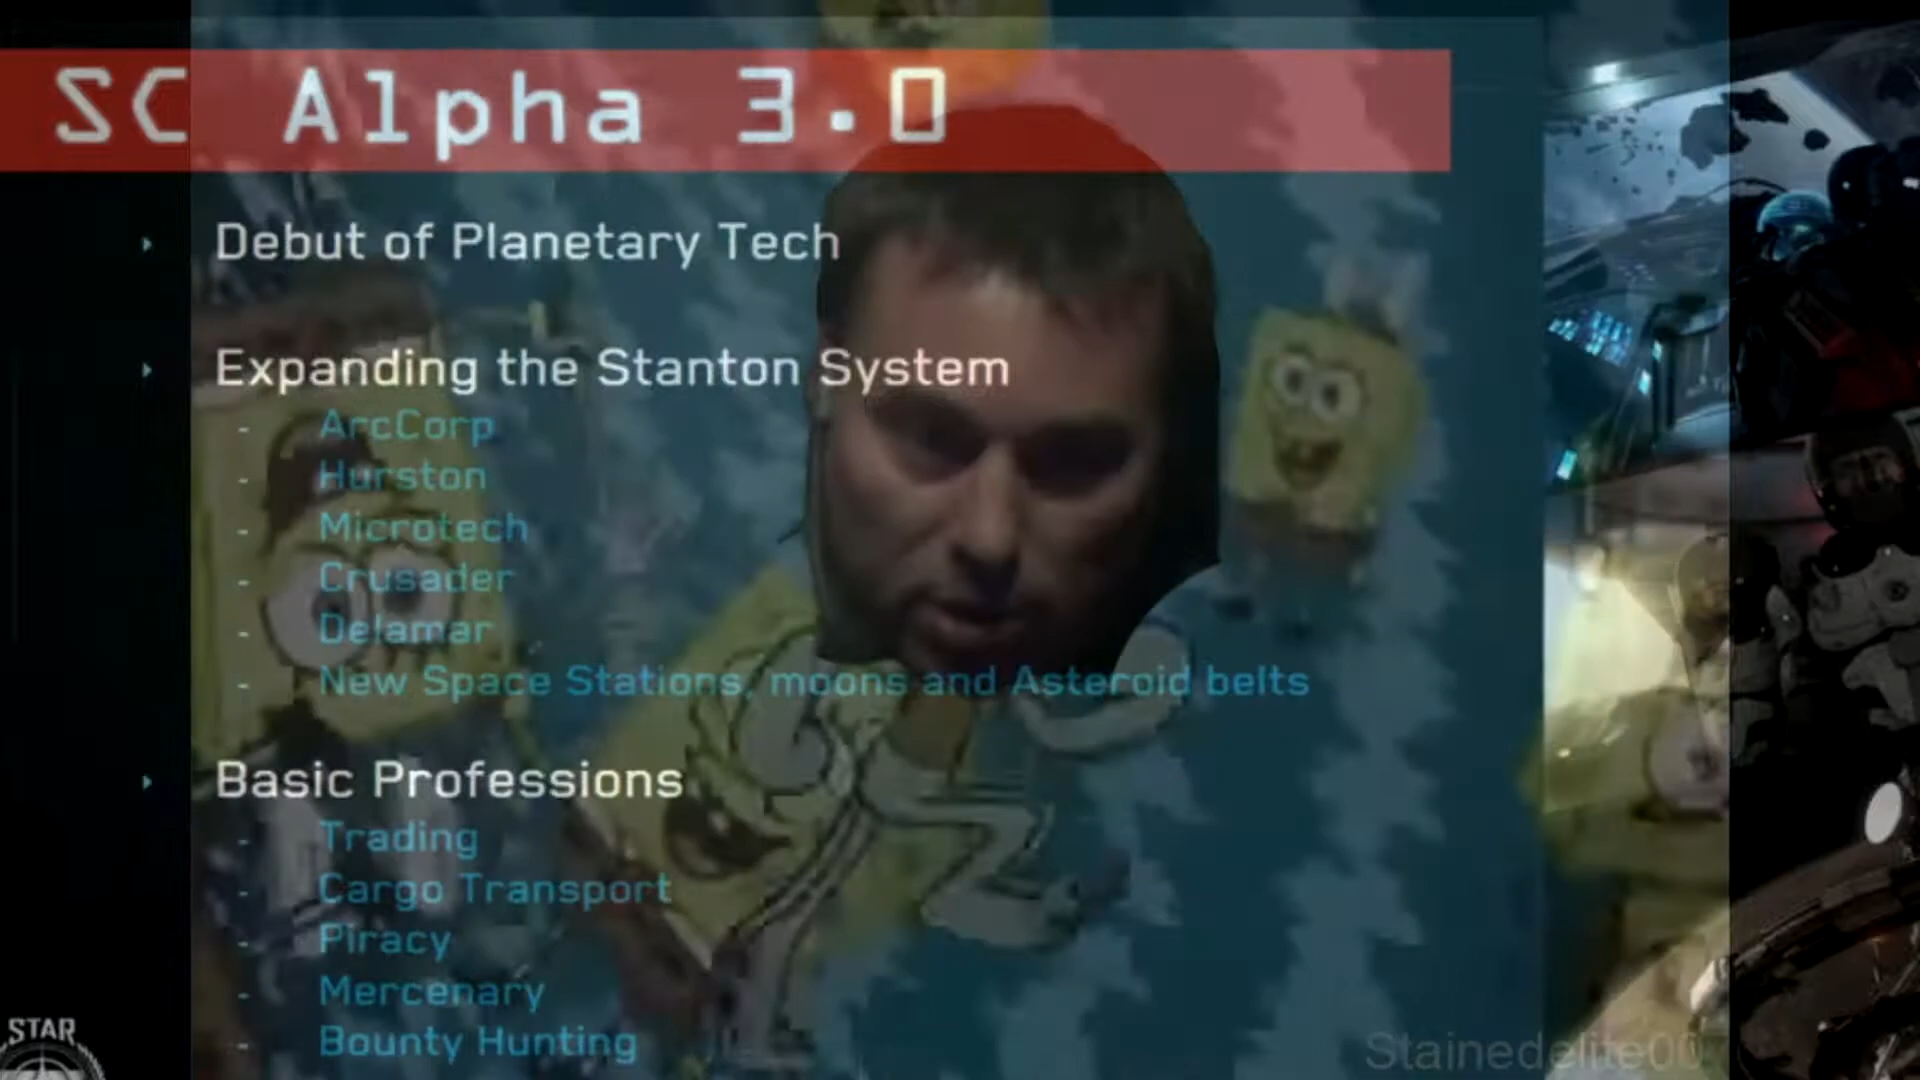 SC Alpha 3.0
Debut of Planetary Tech
Expanding the Stanton System
- ArcCorp
- Hurston
- Microtech
- Crusader
- Delamar
- New Space Stations, moons and Asteroid belts
Basic Professions
- Trading
- Cargo Transport
- Piracy
- Mercenary
- Bounty Hunting
STAR
Stainedelite00